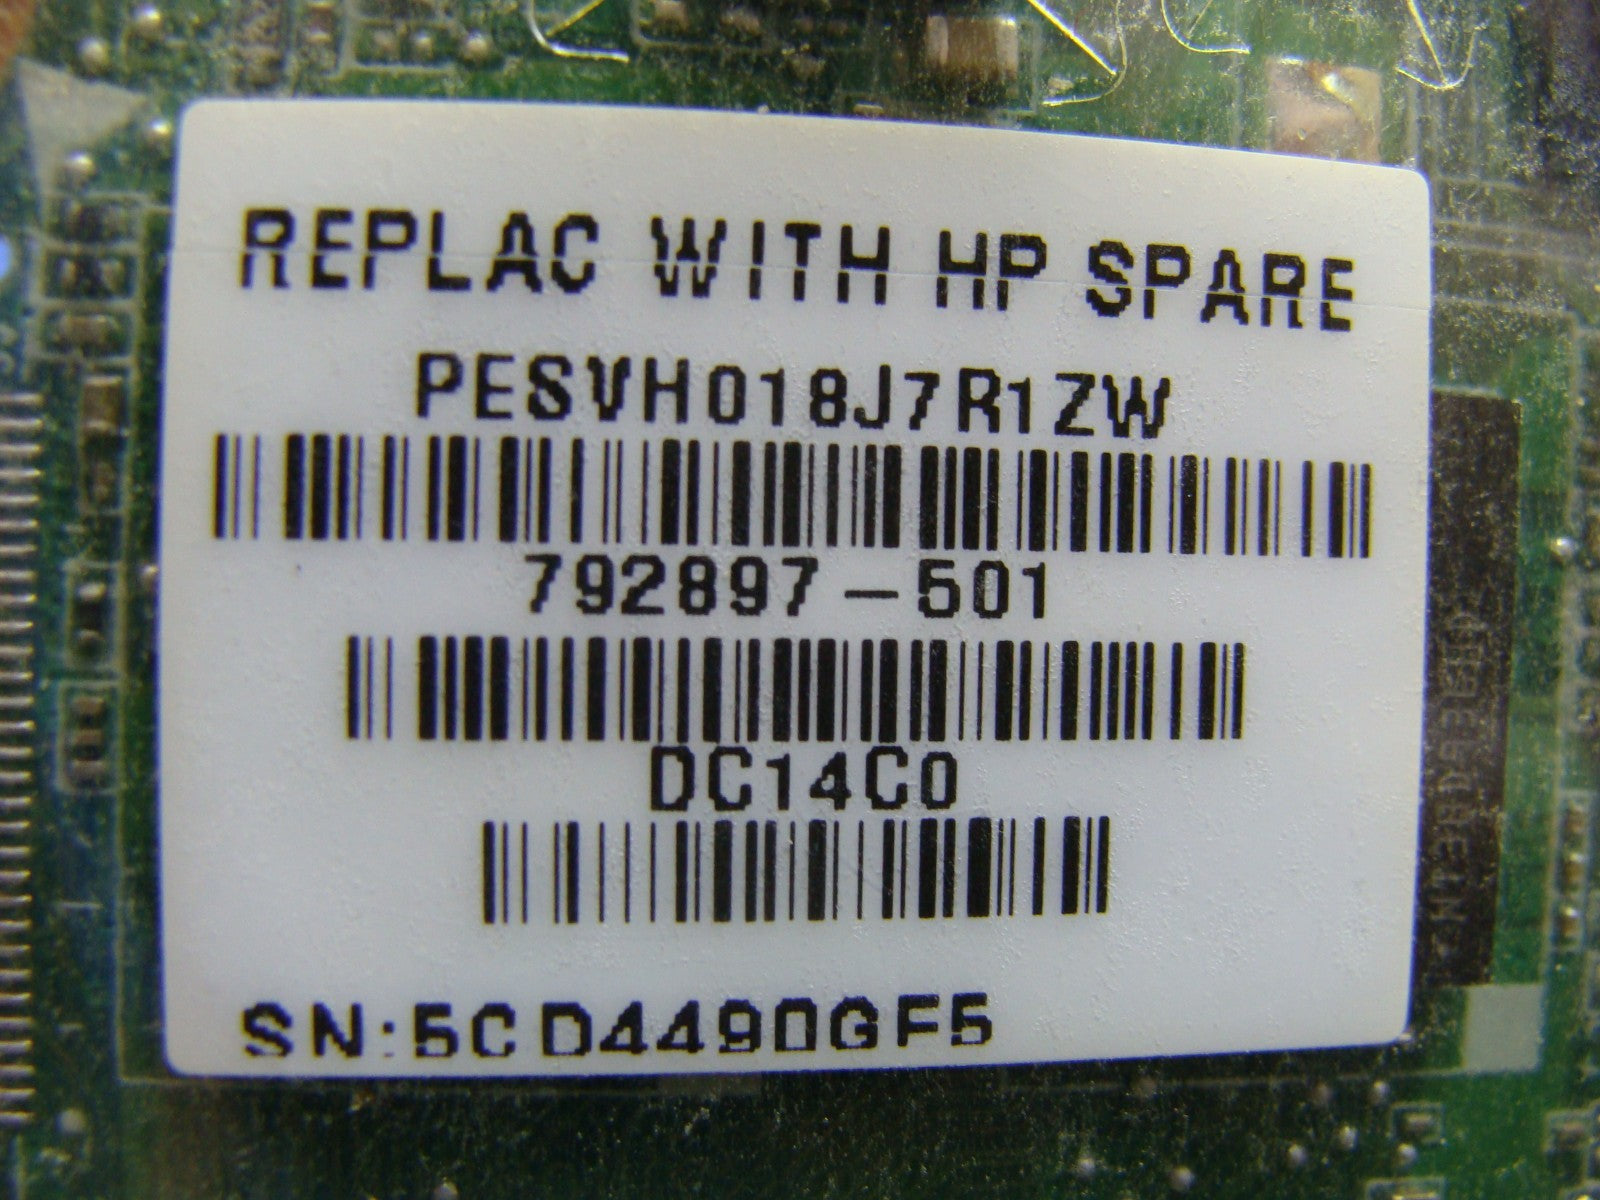 REPLAC WITH HP SPARE
PESVH018J7R1ZW
792897-501
DC14C0
SN:5CD4490GF5